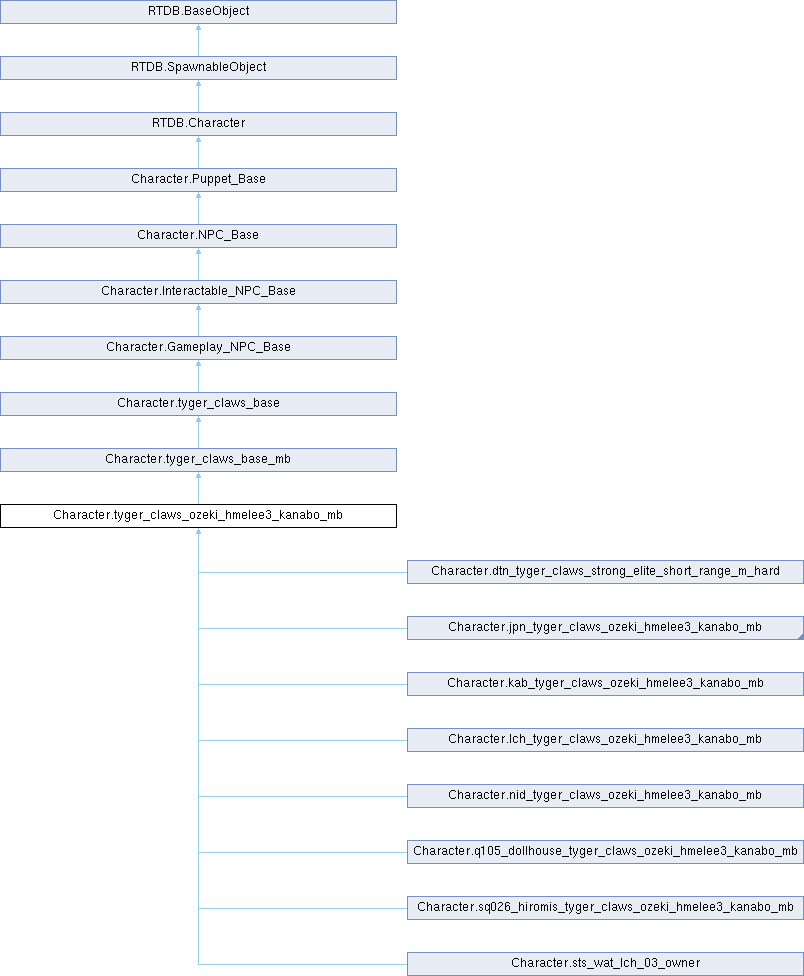 RTDB.BaseObject
RTDB.SpawnableObject
RTDB.Character
Character.Puppet_Base
Character.NPC_Base
Character.Interactable_NPC_Base
Character.Gameplay_NPC_Base
Character.tyger_claws_base
Character.tyger_claws_base_mb
Character.tyger_claws_ozeki_hmelee3_kanabo_mb
Character.dtn_tyger_claws_strong_elite_short_range_m_hard
Character.jpn_tyger_claws_ozeki_hmelee3_kanabo_mb
Character.kab_tyger_claws_ozeki_hmelee3_kanabo_mb
Character.lch_tyger_claws_ozeki_hmelee3_kanabo_mb
Character.nid_tyger_claws_ozeki_hmelee3_kanabo_mb
Character.q105_dollhouse_tyger_claws_ozeki_hmelee3_kanabo_mb
Character.sq026_hiromis_tyger_claws_ozeki_hmelee3_kanabo_mb
Character.sts_wat_lch_03_owner